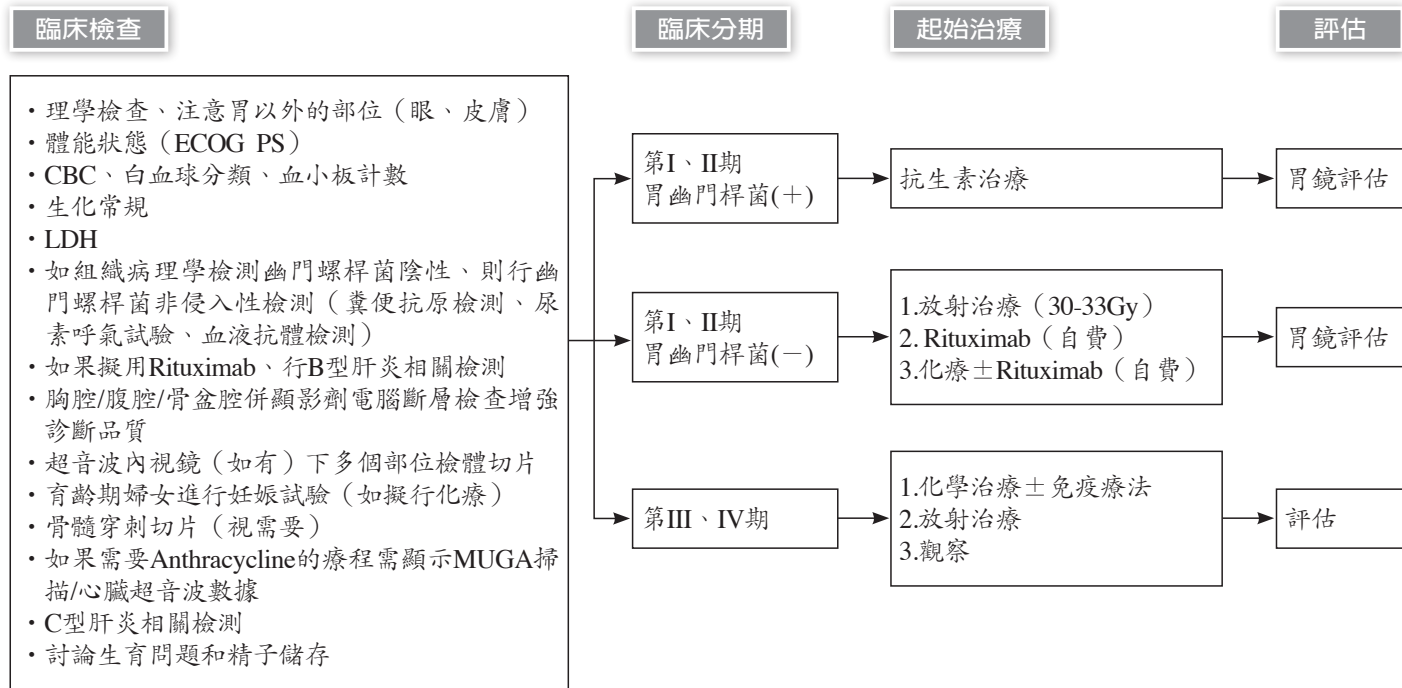 臨床檢查
臨床分期
起始治療
評估
・理學檢查、注意胃以外的部位（眼、皮膚）
・體能狀態（ECOG PS）
・CBC、白血球分類、血小板計數
・生化常規
・LDH
・如組織病理學檢測幽門螺桿菌陰性、則行幽
門螺桿菌非侵入性檢測（糞便抗原檢測、尿
素呼氣試驗、血液抗體檢測）
・如果擬用Rituximab、行B型肝炎相關檢測
・胸腔/腹腔/骨盆腔併顯影劑電腦斷層檢查增強
診斷品質
・超音波內視鏡（如有）下多個部位檢體切片
・育齡期婦女進行妊娠試驗（如擬行化療）
・骨髓穿刺切片（視需要）
・如果需要Anthracycline的療程需顯示MUGA掃
描/心臟超音波數據
・C型肝炎相關檢測
・討論生育問題和精子儲存
第I、II期
胃幽門桿菌(＋)
抗生素治療
胃鏡評估
第I、II期
胃幽門桿菌(－)
1.放射治療（30-33Gy）
2. Rituximab（自費）
3.化療±Rituximab（自費）
胃鏡評估
第III、IV期
1.化學治療±免疫療法
2.放射治療
3.觀察
評估